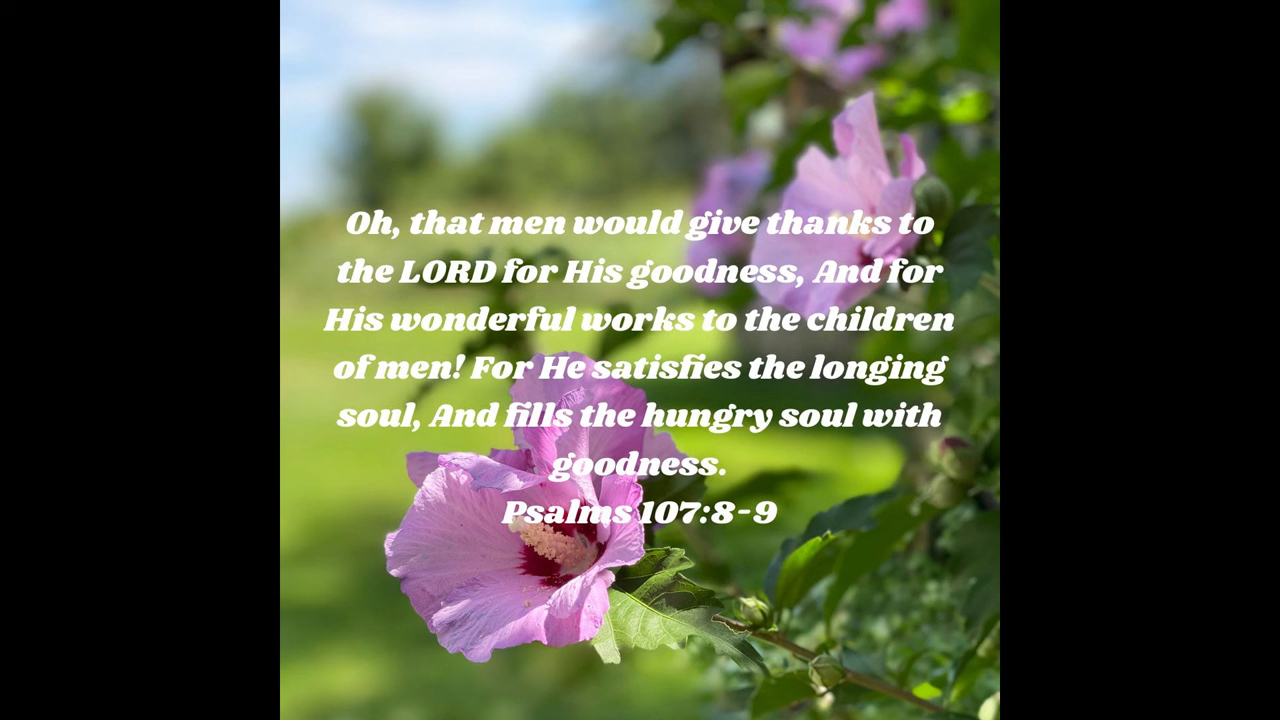 Oh, that men would give thanks to
the LORD for His goodness, And for
His wonderful works to the children
of men! For He satisfies the longing
soul, And fills the hungry soul with
goodness.
Psalms 107:8-9